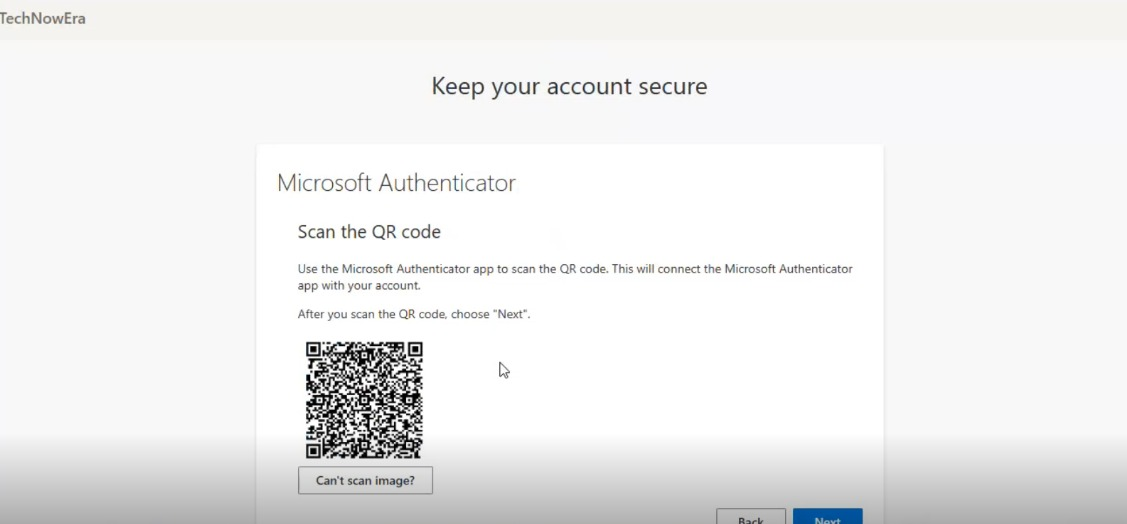 TechNowEra
Keep your account secure
Microsoft Authenticator
Scan the QR code
Use the Microsoft Authenticator app to scan the QR code. This will connect the Microsoft Authenticator
app with your account.
After you scan the QR code, choose "Next".
Can't scan image?
Back
Next